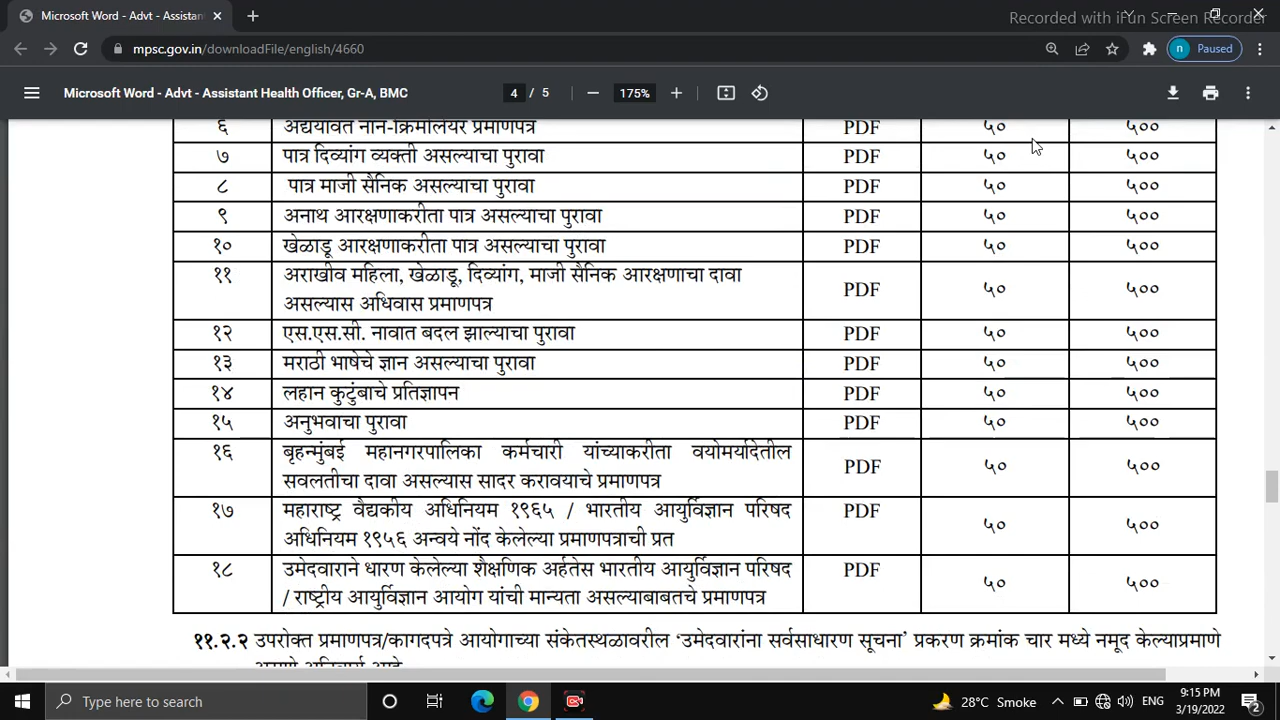 Microsoft Word - Advt - Assistan
Recorded with iFun Screen Recorder
mpsc.gov.in/downloadFile/english/4660
n Paused
Microsoft Word - Advt - Assistant Health Officer, Gr-A, BMC
4 / 5
175%
६ अद्ययावत नॉन-क्रिमीलेयर प्रमाणपत्र PDF ५० ५००
७ पात्र दिव्यांग व्यक्ती असल्याचा पुरावा PDF ५० ५००
८ पात्र माजी सैनिक असल्याचा पुरावा PDF ५० ५००
९ अनाथ आरक्षणाकरीता पात्र असल्याचा पुरावा PDF ५० ५००
१० खेळाडू आरक्षणाकरीता पात्र असल्याचा पुरावा PDF ५० ५००
११ अराखीव महिला, खेळाडू, दिव्यांग, माजी सैनिक आरक्षणाचा दावा
असल्यास अधिवास प्रमाणपत्र PDF ५० ५००
१२ एस.एस.सी. नावात बदल झाल्याचा पुरावा PDF ५० ५००
१३ मराठी भाषेचे ज्ञान असल्याचा पुरावा PDF ५० ५००
१४ लहान कुटुंबाचे प्रतिज्ञापन PDF ५० ५००
१५ अनुभवाचा पुरावा PDF ५० ५००
१६ बृहन्मुंबई महानगरपालिका कर्मचारी यांच्याकरीता वयोमर्यादेतील
सवलतीचा दावा असल्यास सादर करावयाचे प्रमाणपत्र PDF ५० ५००
१७ महाराष्ट्र वैद्यकीय अधिनियम १९६५ / भारतीय आयुर्विज्ञान परिषद PDF
अधिनियम १९५६ अन्वये नोंद केलेल्या प्रमाणपत्राची प्रत ५० ५००
१८ उमेदवाराने धारण केलेल्या शैक्षणिक अर्हतेस भारतीय आयुर्विज्ञान परिषद PDF
/ राष्ट्रीय आयुर्विज्ञान आयोग यांची मान्यता असल्याबाबतचे प्रमाणपत्र ५० ५००
११.२.२ उपरोक्त प्रमाणपत्र/कागदपत्रे आयोगाच्या संकेतस्थळावरील ‘उमेदवारांना सर्वसाधारण सूचना’ प्रकरण क्रमांक चार मध्ये नमूद केल्याप्रमाणे
असणे अनिवार्य आहे
Type here to search
28°C Smoke
ENG
9:15 PM
3/19/2022
2